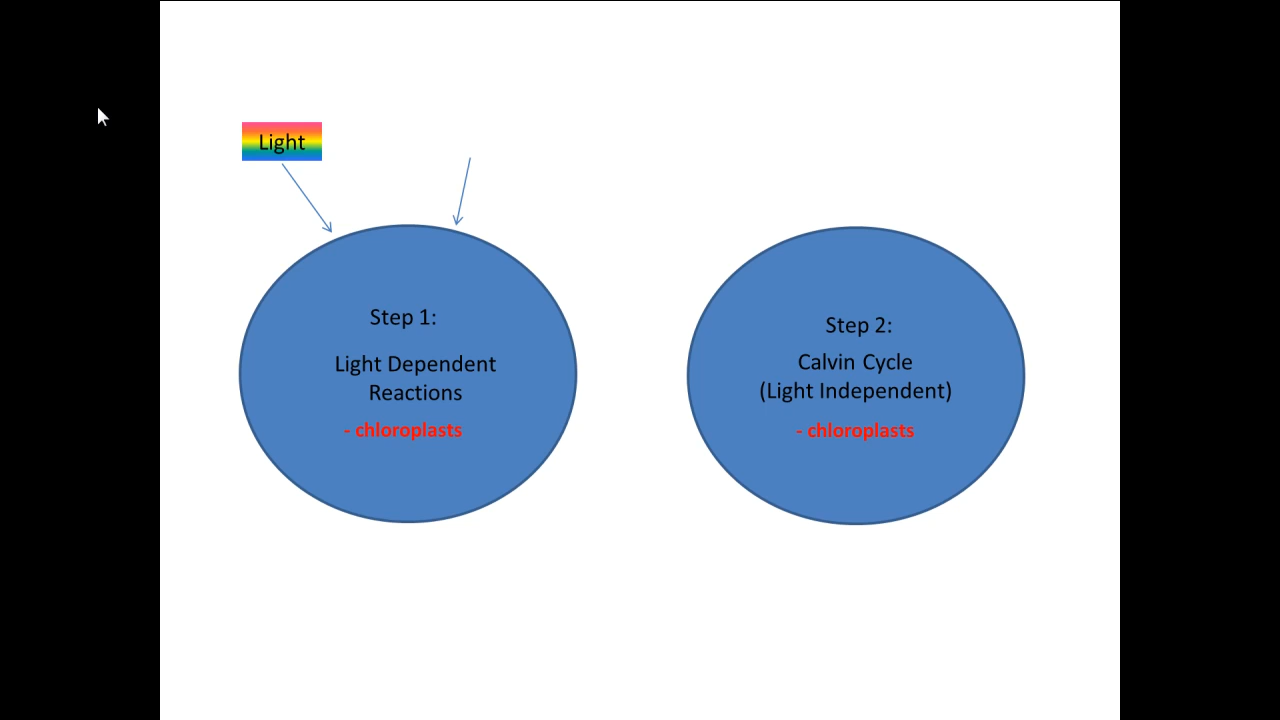 Light
Step 1:
Light Dependent
Reactions
- chloroplasts
Step 2:
Calvin Cycle
(Light Independent)
- chloroplasts